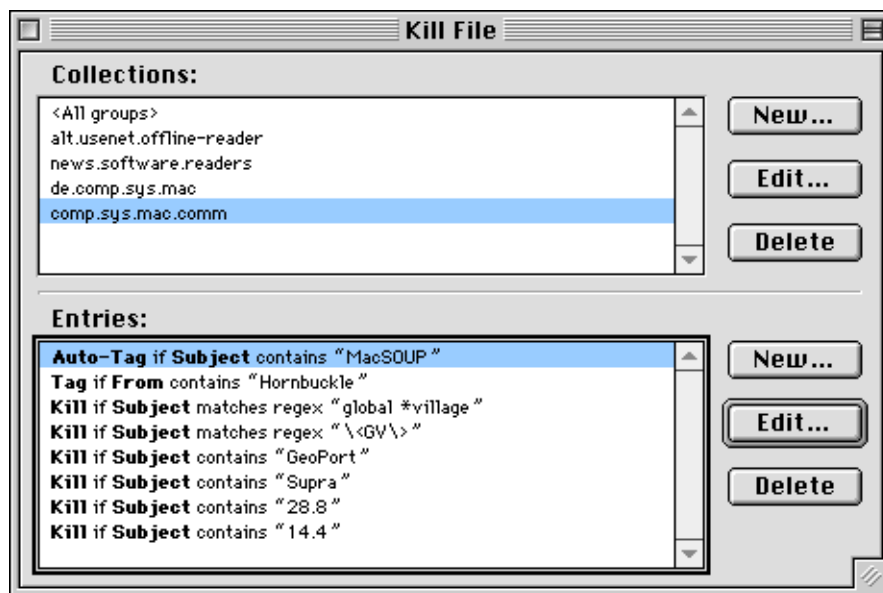 Kill File
Collections:
<All groups>
alt.usenet.offline-reader
news.software.readers
de.comp.sys.mac
comp.sys.mac.comm
New...
Edit...
Delete
Entries:
Auto-Tag if Subject contains "MacSOUP"
Tag if From contains "Hornbuckle"
Kill if Subject matches regex "global *village"
Kill if Subject matches regex "\<GV\>"
Kill if Subject contains "GeoPort"
Kill if Subject contains "Supra"
Kill if Subject contains "28.8"
Kill if Subject contains "14.4"
New...
Edit...
Delete